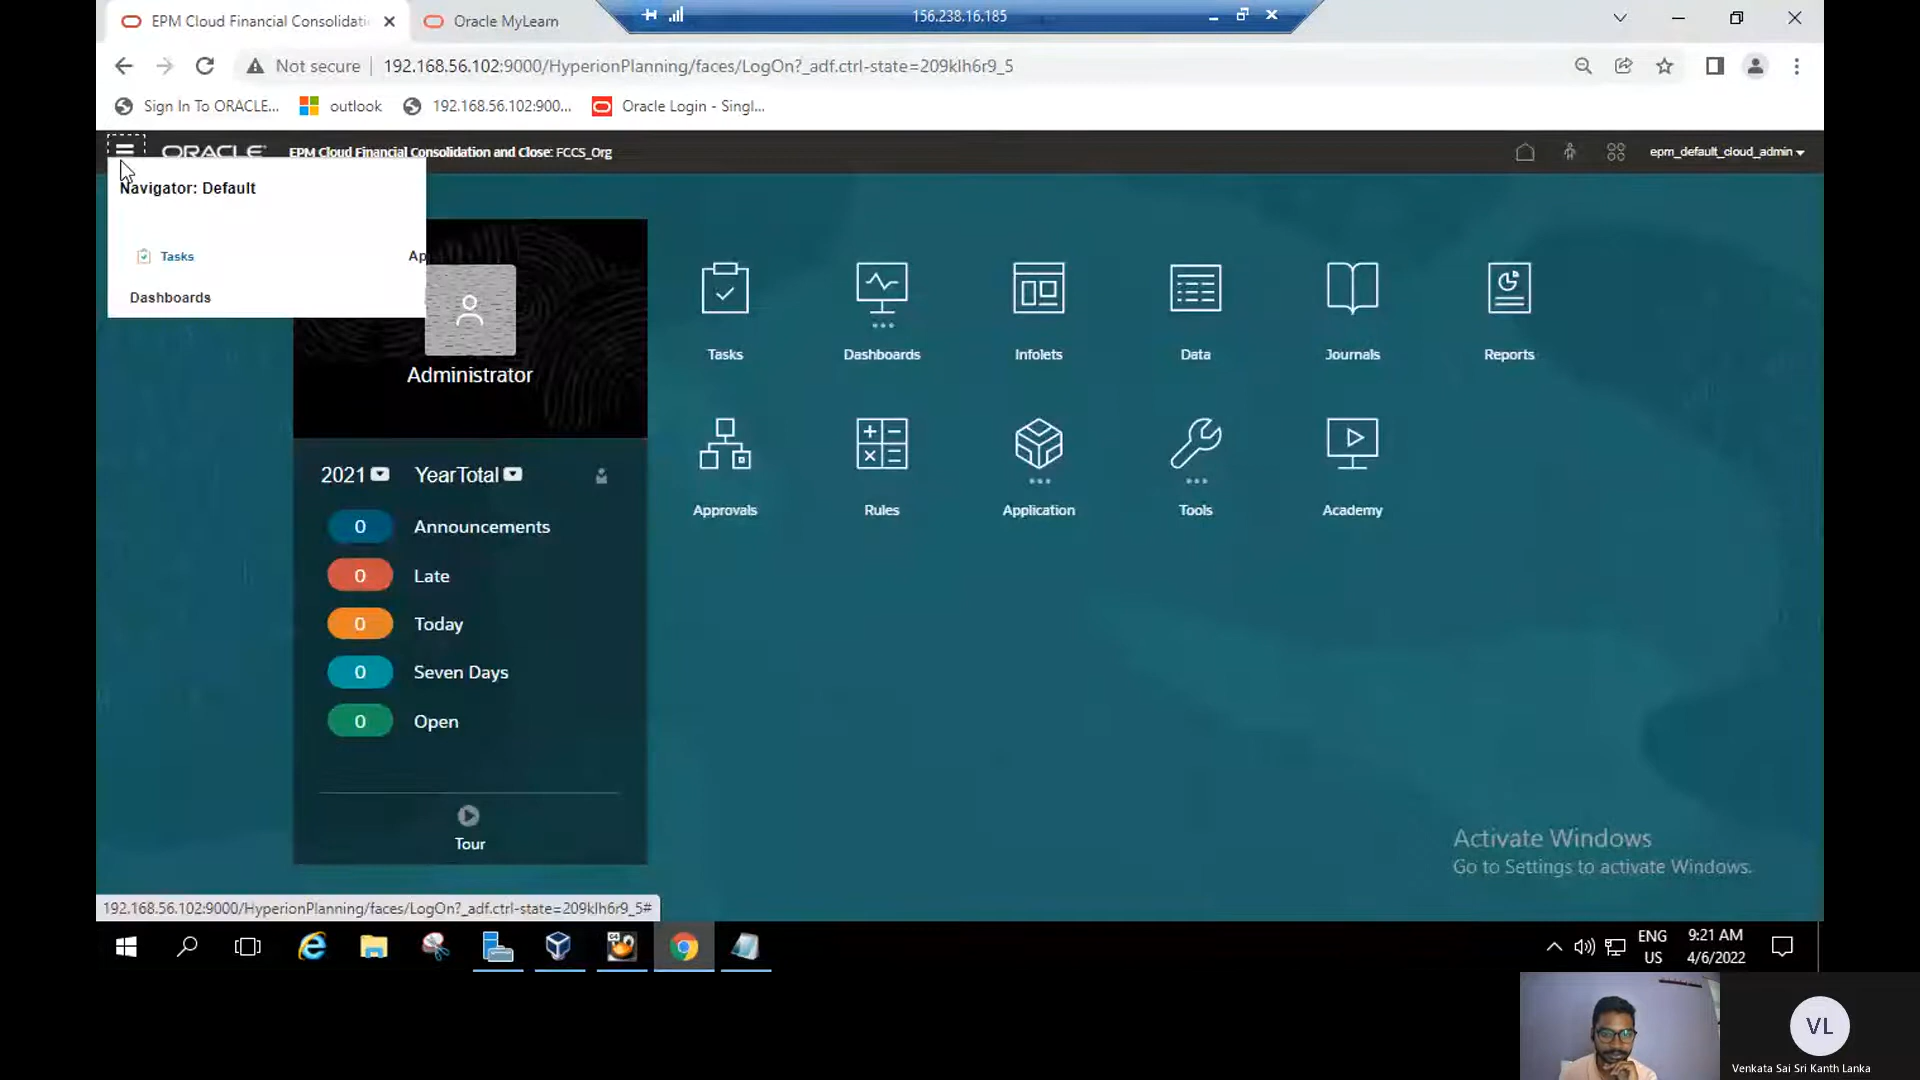 EPM Cloud Financial Consolidati
Oracle MyLearn
156.238.16.185
Not secure
192.168.56.102:9000/HyperionPlanning/faces/LogOn?_adf.ctrl-state=209klh6r9_5
Sign In To ORACLE...
outlook
192.168.56.102:900...
Oracle Login - Singl...
ORACLE
EPM Cloud Financial Consolidation and Close: FCCS_Org
epm_default_cloud_admin
Navigator: Default
Tasks
Ap
Dashboards
Administrator
2021
YearTotal
0 Announcements
0 Late
0 Today
0 Seven Days
0 Open
Tour
Tasks
Dashboards
Infolets
Data
Journals
Reports
Approvals
Rules
Application
Tools
Academy
Activate Windows
Go to Settings to activate Windows.
192.168.56.102:9000/HyperionPlanning/faces/LogOn?_adf.ctrl-state=209klh6r9_5#
ENG
US
9:21 AM
4/6/2022
VL
Venkata Sai Sri Kanth Lanka